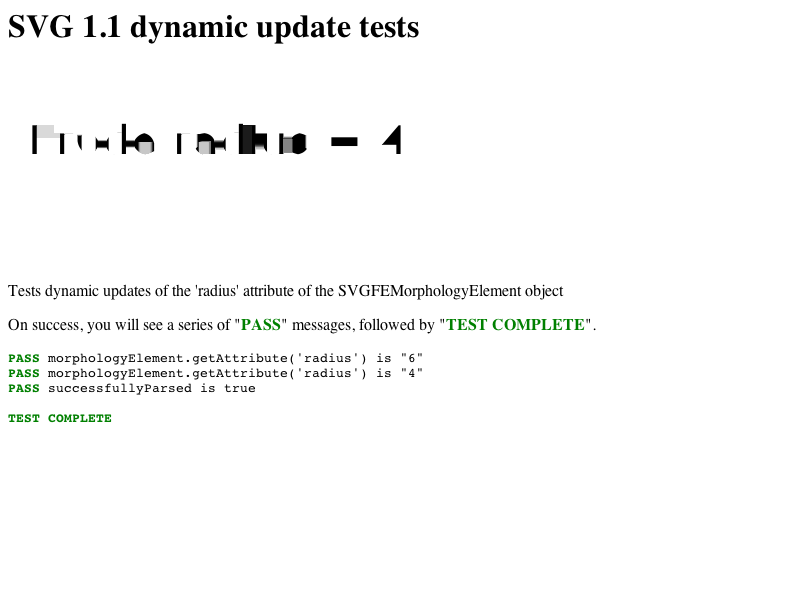 SVG 1.1 dynamic update tests
radius = 4
Tests dynamic updates of the 'radius' attribute of the SVGFEMorphologyElement object
On success, you will see a series of "PASS" messages, followed by "TEST COMPLETE".
PASS morphologyElement.getAttribute('radius') is "6"
PASS morphologyElement.getAttribute('radius') is "4"
PASS successfullyParsed is true
TEST COMPLETE